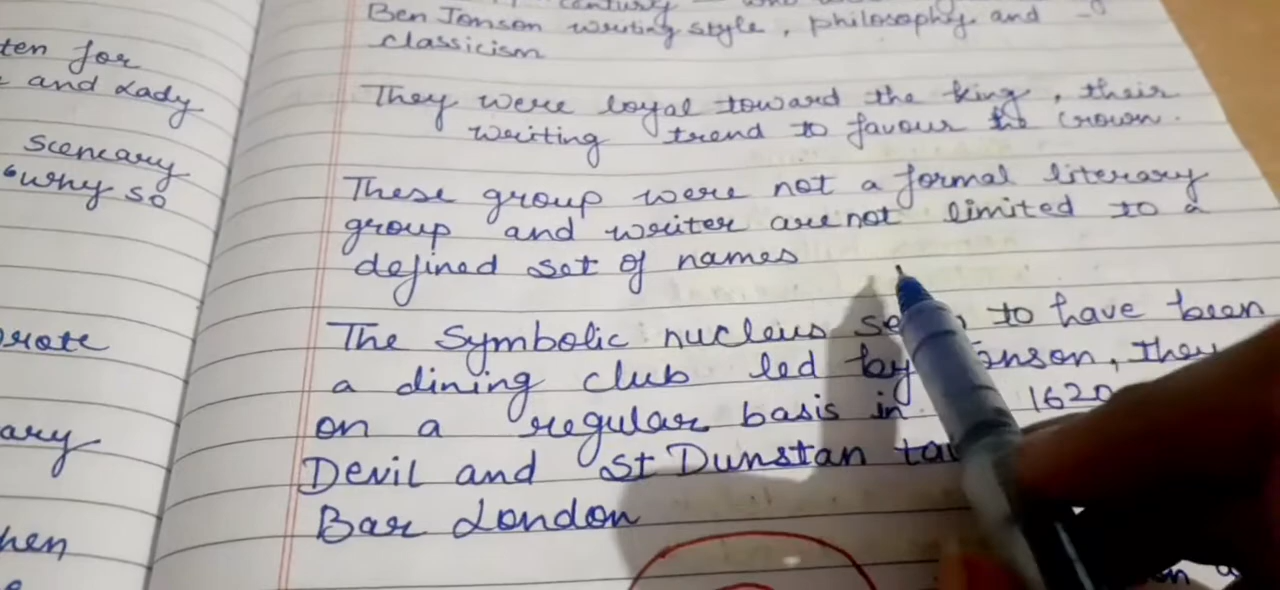 ten for
and Lady
scenary
"why so
rote
ary
hen
century
Ben Jonson writing style, philosophy and
classicism
They were loyal toward the king, their
writing trend to favour the crown.
These group were not a formal literary
group and writer are not limited to a
defined set of names
The Symbolic nucleus to have been
a dining club led by onson, They
on a regular basis in 1620
Devil and St Dunstan
Bar London